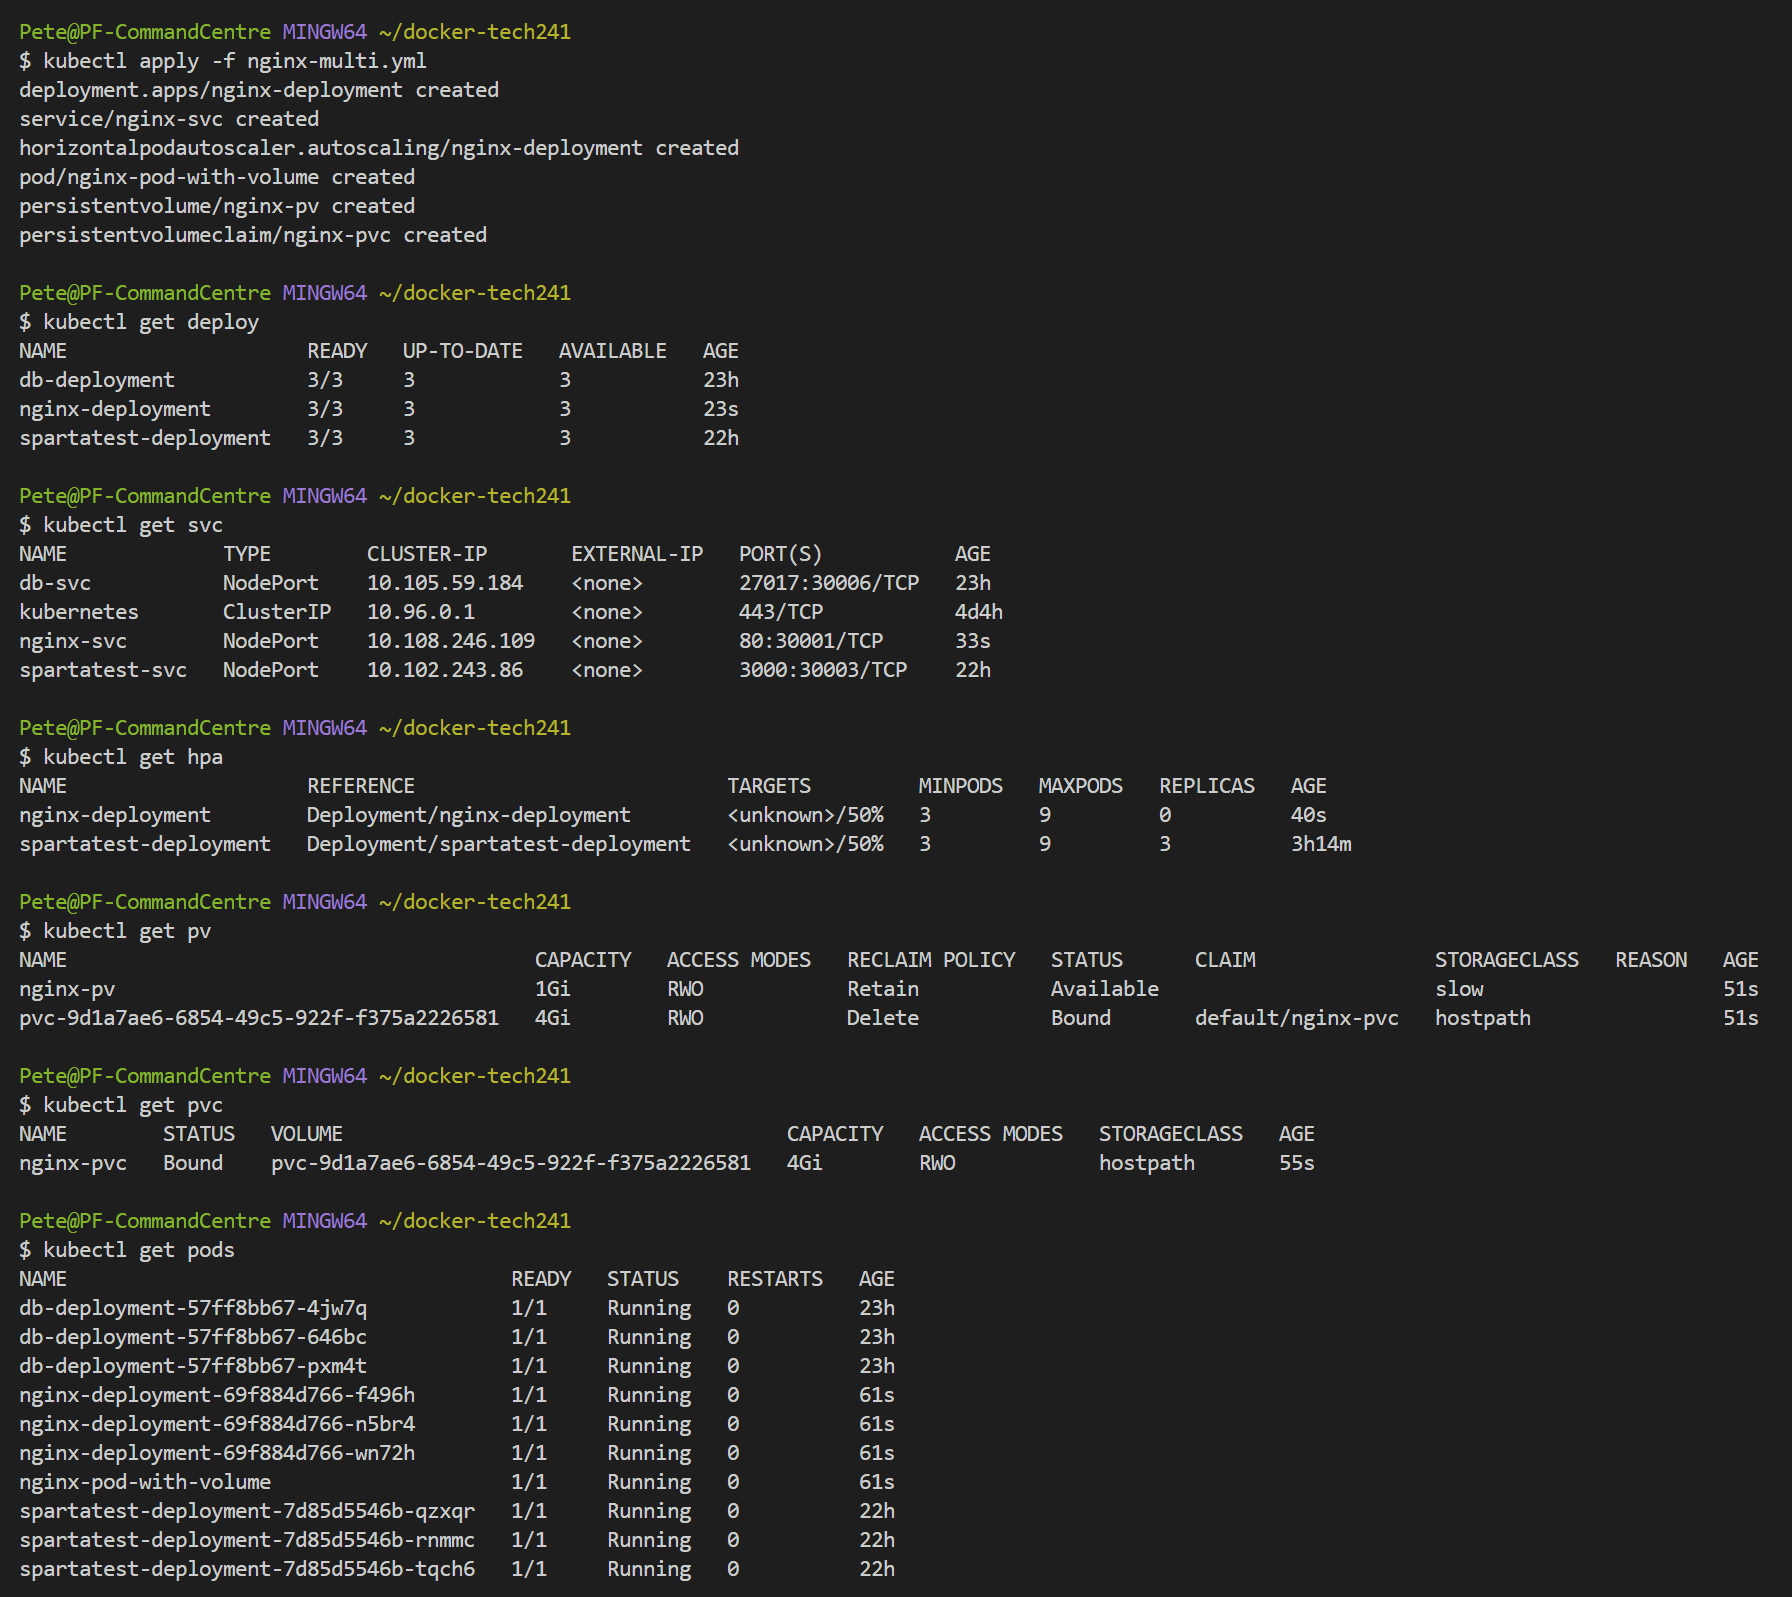 Pete@PF-CommandCentre MINGW64 ~/docker-tech241
$ kubectl apply -f nginx-multi.yml
deployment.apps/nginx-deployment created
service/nginx-svc created
horizontalpodautoscaler.autoscaling/nginx-deployment created
pod/nginx-pod-with-volume created
persistentvolume/nginx-pv created
persistentvolumeclaim/nginx-pvc created

Pete@PF-CommandCentre MINGW64 ~/docker-tech241
$ kubectl get deploy
NAME                    READY   UP-TO-DATE   AVAILABLE   AGE
db-deployment           3/3     3            3           23h
nginx-deployment        3/3     3            3           23s
spartatest-deployment   3/3     3            3           22h

Pete@PF-CommandCentre MINGW64 ~/docker-tech241
$ kubectl get svc
NAME             TYPE        CLUSTER-IP       EXTERNAL-IP   PORT(S)           AGE
db-svc           NodePort    10.105.59.184    <none>        27017:30006/TCP   23h
kubernetes       ClusterIP   10.96.0.1        <none>        443/TCP           4d4h
nginx-svc        NodePort    10.108.246.109   <none>        80:30001/TCP      33s
spartatest-svc   NodePort    10.102.243.86    <none>        3000:30003/TCP    22h

Pete@PF-CommandCentre MINGW64 ~/docker-tech241
$ kubectl get hpa
NAME                    REFERENCE                          TARGETS         MINPODS   MAXPODS   REPLICAS   AGE
nginx-deployment        Deployment/nginx-deployment        <unknown>/50%   3         9         0          40s
spartatest-deployment   Deployment/spartatest-deployment   <unknown>/50%   3         9         3          3h14m

Pete@PF-CommandCentre MINGW64 ~/docker-tech241
$ kubectl get pv
NAME                                       CAPACITY   ACCESS MODES   RECLAIM POLICY   STATUS      CLAIM               STORAGECLASS   REASON   AGE
nginx-pv                                   1Gi        RWO            Retain           Available                       slow                    51s
pvc-9d1a7ae6-6854-49c5-922f-f375a2226581   4Gi        RWO            Delete           Bound       default/nginx-pvc   hostpath                51s

Pete@PF-CommandCentre MINGW64 ~/docker-tech241
$ kubectl get pvc
NAME        STATUS   VOLUME                                     CAPACITY   ACCESS MODES   STORAGECLASS   AGE
nginx-pvc   Bound    pvc-9d1a7ae6-6854-49c5-922f-f375a2226581   4Gi        RWO            hostpath       55s

Pete@PF-CommandCentre MINGW64 ~/docker-tech241
$ kubectl get pods
NAME                                     READY   STATUS    RESTARTS   AGE
db-deployment-57ff8bb67-4jw7q            1/1     Running   0          23h
db-deployment-57ff8bb67-646bc            1/1     Running   0          23h
db-deployment-57ff8bb67-pxm4t            1/1     Running   0          23h
nginx-deployment-69f884d766-f496h        1/1     Running   0          61s
nginx-deployment-69f884d766-n5br4        1/1     Running   0          61s
nginx-deployment-69f884d766-wn72h        1/1     Running   0          61s
nginx-pod-with-volume                    1/1     Running   0          61s
spartatest-deployment-7d85d5546b-qzxqr   1/1     Running   0          22h
spartatest-deployment-7d85d5546b-rnmmc   1/1     Running   0          22h
spartatest-deployment-7d85d5546b-tqch6   1/1     Running   0          22h